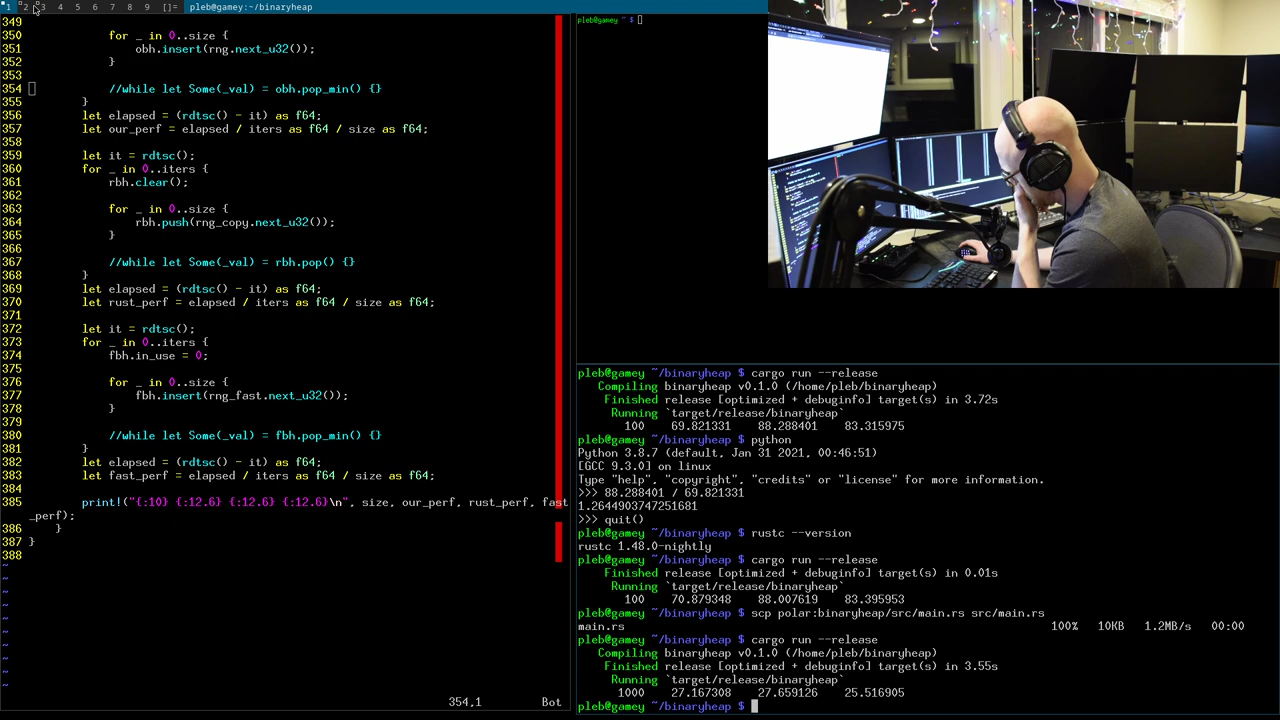 1 2 3 4 5 6 7 8 9 []= pleb@gamey:~/binaryheap
349
350 for _ in 0..size {
351 obh.insert(rng.next_u32());
352 }
353
354 //while let Some(_val) = obh.pop_min() {}
355 }
356 let elapsed = (rdtsc() - it) as f64;
357 let our_perf = elapsed / iters as f64 / size as f64;
358
359 let it = rdtsc();
360 for _ in 0..iters {
361 rbh.clear();
362
363 for _ in 0..size {
364 rbh.push(rng_copy.next_u32());
365 }
366
367 //while let Some(_val) = rbh.pop() {}
368 }
369 let elapsed = (rdtsc() - it) as f64;
370 let rust_perf = elapsed / iters as f64 / size as f64;
371
372 let it = rdtsc();
373 for _ in 0..iters {
374 fbh.in_use = 0;
375
376 for _ in 0..size {
377 fbh.insert(rng_fast.next_u32());
378 }
379
380 //while let Some(_val) = fbh.pop_min() {}
381 }
382 let elapsed = (rdtsc() - it) as f64;
383 let fast_perf = elapsed / iters as f64 / size as f64;
384
385 print!("{:10} {:12.6} {:12.6} {:12.6}\n", size, our_perf, rust_perf, fast
_perf);
386 }
387 }
388
~
~
~
~
~
~
~
~
~
~
354,1 Bot
pleb@gamey ~ $
pleb@gamey ~/binaryheap $ cargo run --release
Compiling binaryheap v0.1.0 (/home/pleb/binaryheap)
Finished release [optimized + debuginfo] target(s) in 3.72s
Running `target/release/binaryheap`
100 69.821331 88.288401 83.315975
pleb@gamey ~/binaryheap $ python
Python 3.8.7 (default, Jan 31 2021, 00:46:51)
[GCC 9.3.0] on linux
Type "help", "copyright", "credits" or "license" for more information.
>>> 88.288401 / 69.821331
1.2644903747251681
>>> quit()
pleb@gamey ~/binaryheap $ rustc --version
rustc 1.48.0-nightly
pleb@gamey ~/binaryheap $ cargo run --release
Finished release [optimized + debuginfo] target(s) in 0.01s
Running `target/release/binaryheap`
100 70.879348 88.007619 83.395953
pleb@gamey ~/binaryheap $ scp polar:binaryheap/src/main.rs src/main.rs
main.rs 100% 10KB 1.2MB/s 00:00
pleb@gamey ~/binaryheap $ cargo run --release
Compiling binaryheap v0.1.0 (/home/pleb/binaryheap)
Finished release [optimized + debuginfo] target(s) in 3.55s
Running `target/release/binaryheap`
1000 27.167308 27.659126 25.516905
pleb@gamey ~/binaryheap $